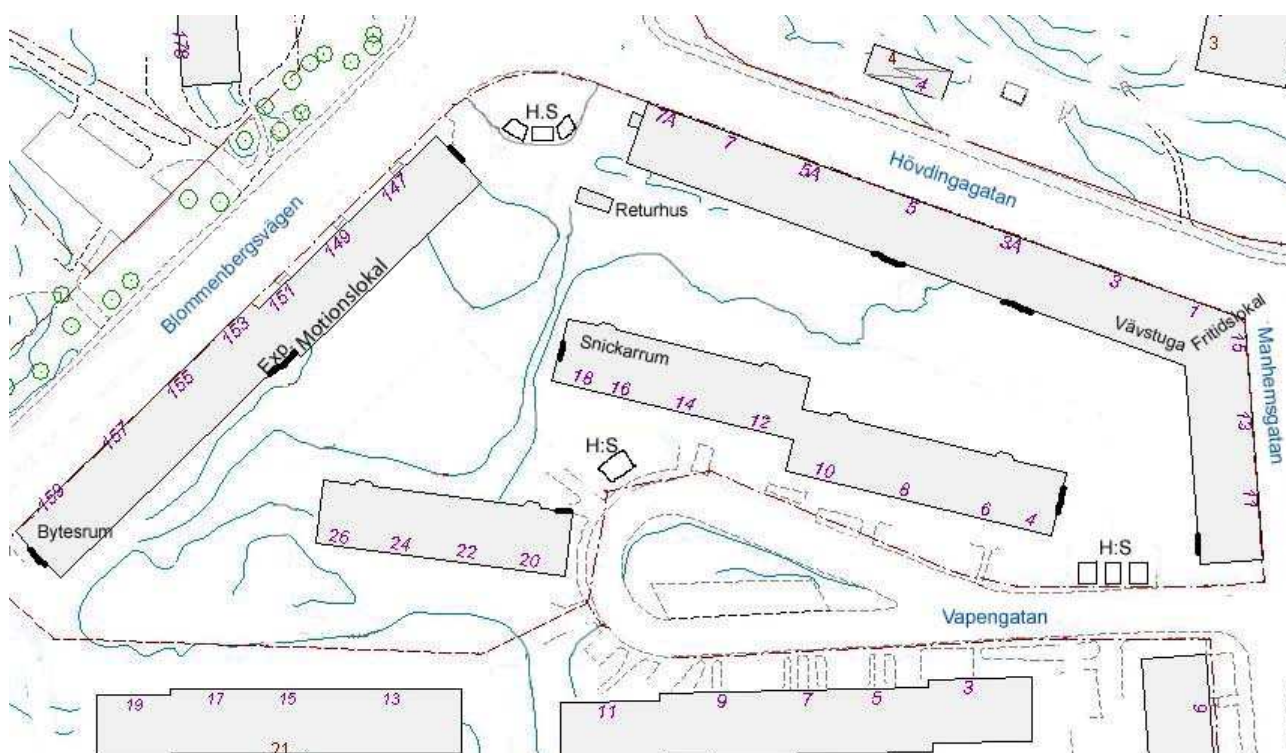 178
H.S
7A
7
5A
5
3A
3
1
4
4
3
Hövdingagatan
Returhus
147
149
151
153
155
157
159
Blommenbergsvägen
Exp.
Motionslokal
Bytesrum
Snickarrum
18
16
14
12
10
8
6
4
Vävstuga
Fritidslokal
15
13
11
Manhemsgatan
H:S
26
24
22
20
H:S
Vapengatan
19
17
15
13
21
11
9
7
5
3
9